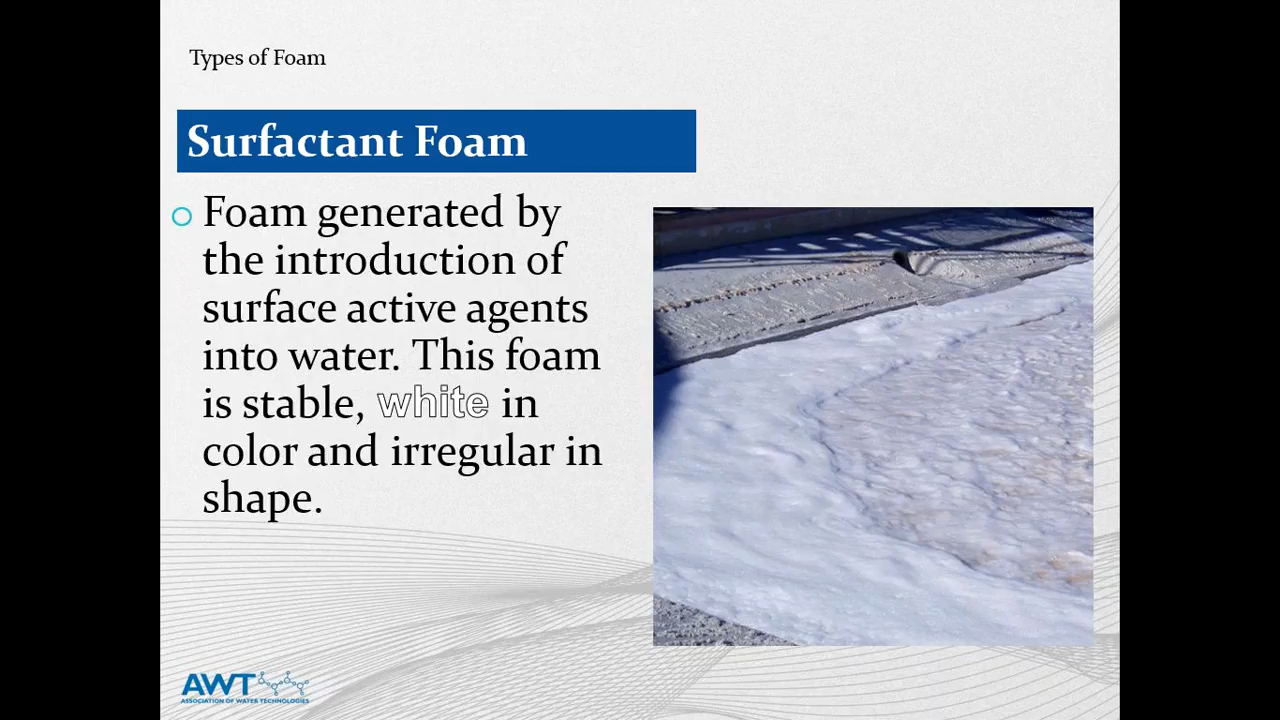 Types of Foam
Surfactant Foam
Foam generated by
the introduction of
surface active agents
into water. This foam
is stable, white in
color and irregular in
shape.
AWT
ASSOCIATION OF WATER TECHNOLOGIES